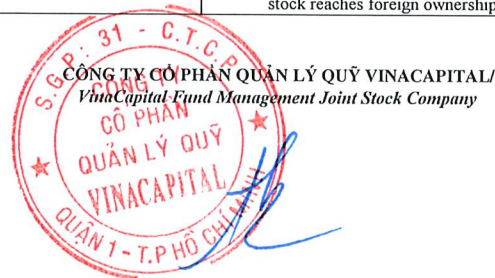 stock reaches foreign ownership
CÔNG TY CỔ PHẦN QUẢN LÝ QUỸ VINACAPITAL/
VinaCapital Fund Management Joint Stock Company
S.G.P: 31 - C.T.C.P
CÔNG TY
CỔ PHẦN
QUẢN LÝ QUỸ
VINACAPITAL
QUẬN 1 - T.P HỒ CHÍ MINH